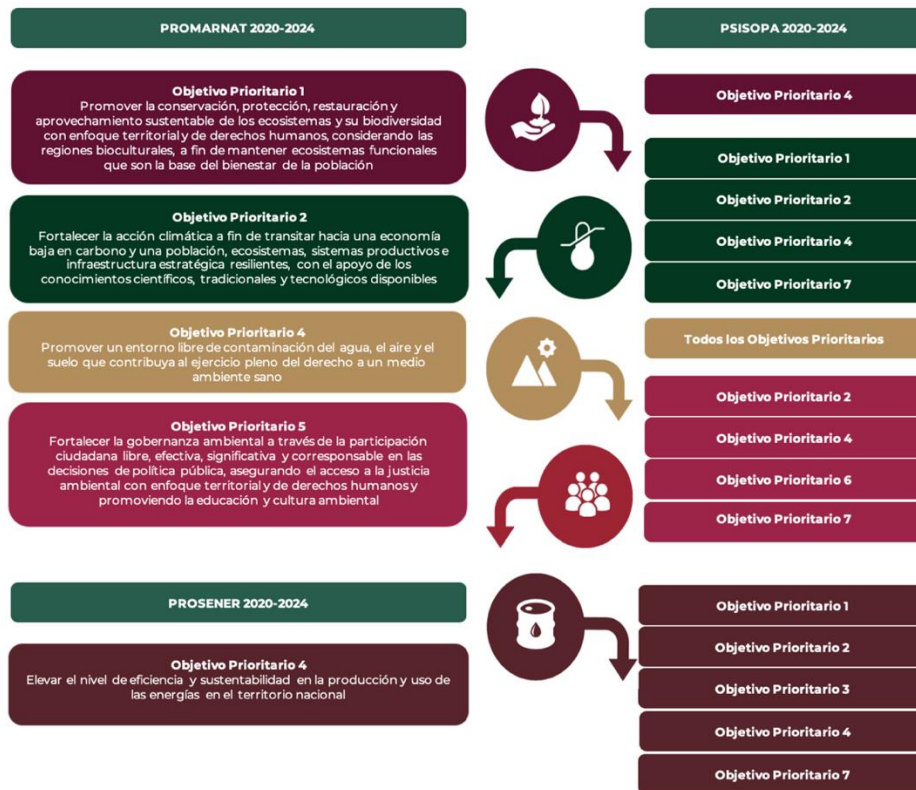 PROMARNAT 2020-2024
PSISOPA 2020-2024
Objetivo Prioritario 1
Promover la conservación, protección, restauración y
aprovechamiento sustentable de los ecosistemas y su biodiversidad
con enfoque territorial y de derechos humanos, considerando las
regiones bioculturales, a fin de mantener ecosistemas funcionales
que son la base del bienestar de la población
Objetivo Prioritario 4
Objetivo Prioritario 2
Fortalecer la acción climática a fin de transitar hacia una economía
baja en carbono y una población, ecosistemas, sistemas productivos e
infraestructura estratégica resilientes, con el apoyo de los
conocimientos científicos, tradicionales y tecnológicos disponibles
Objetivo Prioritario 1
Objetivo Prioritario 2
Objetivo Prioritario 4
Objetivo Prioritario 7
Objetivo Prioritario 4
Promover un entorno libre de contaminación del agua, el aire y el
suelo que contribuya al ejercicio pleno del derecho a un medio
ambiente sano
Todos los Objetivos Prioritarios
Objetivo Prioritario 5
Fortalecer la gobernanza ambiental a través de la participación
ciudadana libre, efectiva, significativa y corresponsable en las
decisiones de política pública, asegurando el acceso a la justicia
ambiental con enfoque territorial y de derechos humanos y
promoviendo la educación y cultura ambiental
Objetivo Prioritario 2
Objetivo Prioritario 4
Objetivo Prioritario 6
Objetivo Prioritario 7
PROSENER 2020-2024
Objetivo Prioritario 4
Elevar el nivel de eficiencia y sustentabilidad en la producción y uso de
las energías en el territorio nacional
Objetivo Prioritario 1
Objetivo Prioritario 2
Objetivo Prioritario 3
Objetivo Prioritario 4
Objetivo Prioritario 7